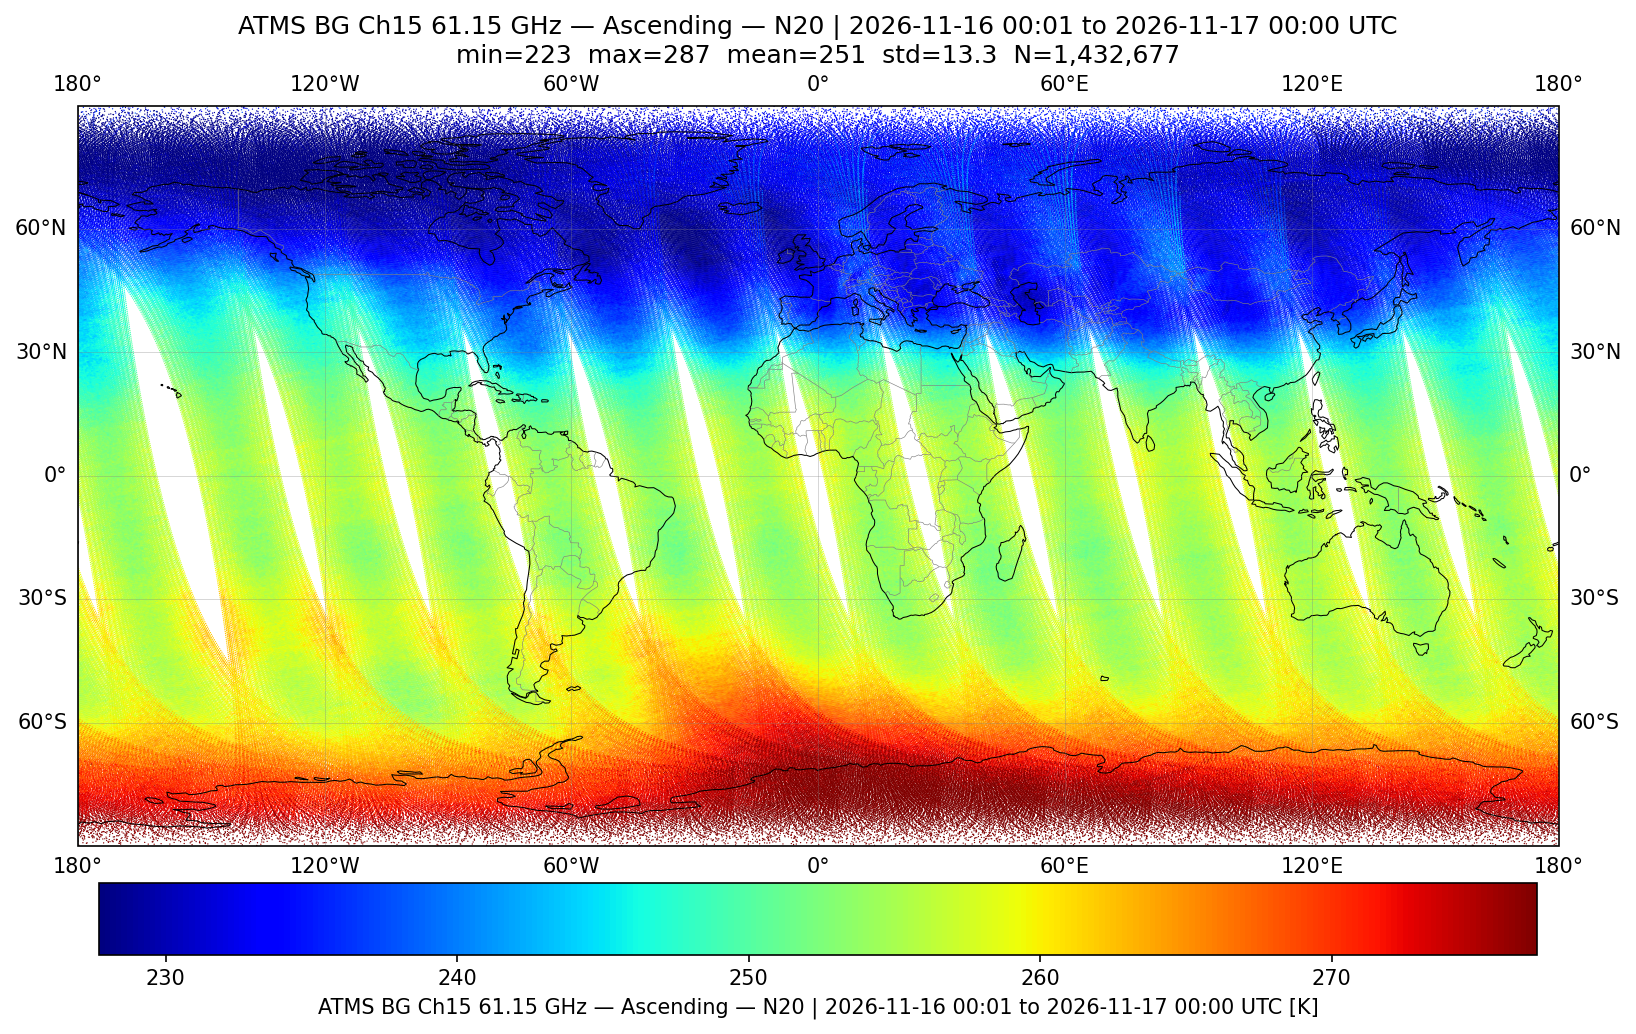 ATMS BG Ch15 61.15 GHz — Ascending — N20 | 2026-11-16 00:01 to 2026-11-17 00:00 UTC
min=223 max=287 mean=251 std=13.3 N=1,432,677
180° 120°W 60°W 0° 60°E 120°E 180°
60°N 60°N
30°N 30°N
0° 0°
30°S 30°S
60°S 60°S
180° 120°W 60°W 0° 60°E 120°E 180°
230 240 250 260 270
ATMS BG Ch15 61.15 GHz — Ascending — N20 | 2026-11-16 00:01 to 2026-11-17 00:00 UTC [K]